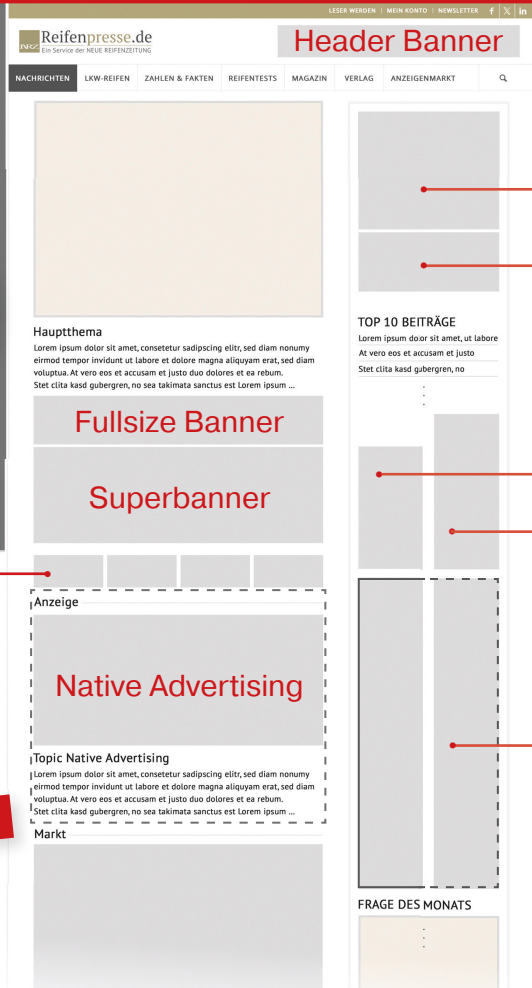 LESER WERDEN | MEIN KONTO | NEWSLETTER f X in
NRZ Reifenpresse.de
Ein Service der NEUE REIFENZEITUNG
Header Banner
NACHRICHTEN LKW-REIFEN ZAHLEN & FAKTEN REIFENTESTS MAGAZIN VERLAG ANZEIGENMARKT
Hauptthema
Lorem ipsum dolor sit amet, consetetur sadipscing elitr, sed diam nonumy
eirmod tempor invidunt ut labore et dolore magna aliquyam erat, sed diam
voluptua. At vero eos et accusam et justo duo dolores et ea rebum.
Stet clita kasd gubergren, no sea takimata sanctus est Lorem ipsum ...
Fullsize Banner
Superbanner
Anzeige
Native Advertising
Topic Native Advertising
Lorem ipsum dolor sit amet, consetetur sadipscing elitr, sed diam nonumy
eirmod tempor invidunt ut labore et dolore magna aliquyam erat, sed diam
voluptua. At vero eos et accusam et justo duo dolores et ea rebum.
Stet clita kasd gubergren, no sea takimata sanctus est Lorem ipsum ...
Markt
TOP 10 BEITRÄGE
Lorem ipsum dolor sit amet, ut labore
At vero eos et accusam et justo
Stet clita kasd gubergren, no
FRAGE DES MONATS